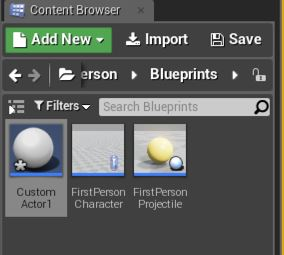 Content Browser
Add New Import Save
erson Blueprints
Filters Search Blueprints
Custom FirstPerson FirstPerson
Actor1 Character Projectile